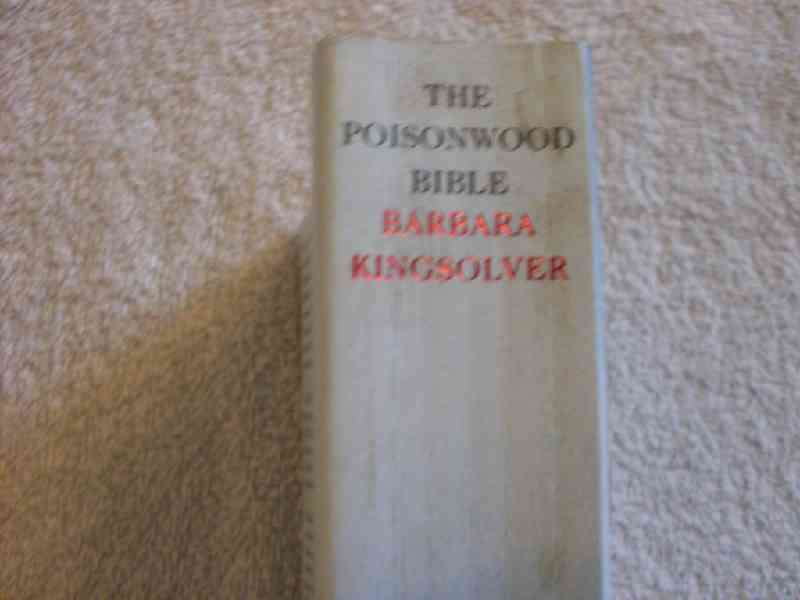 THE
POISONWOOD
BIBLE
BARBARA
KINGSOLVER